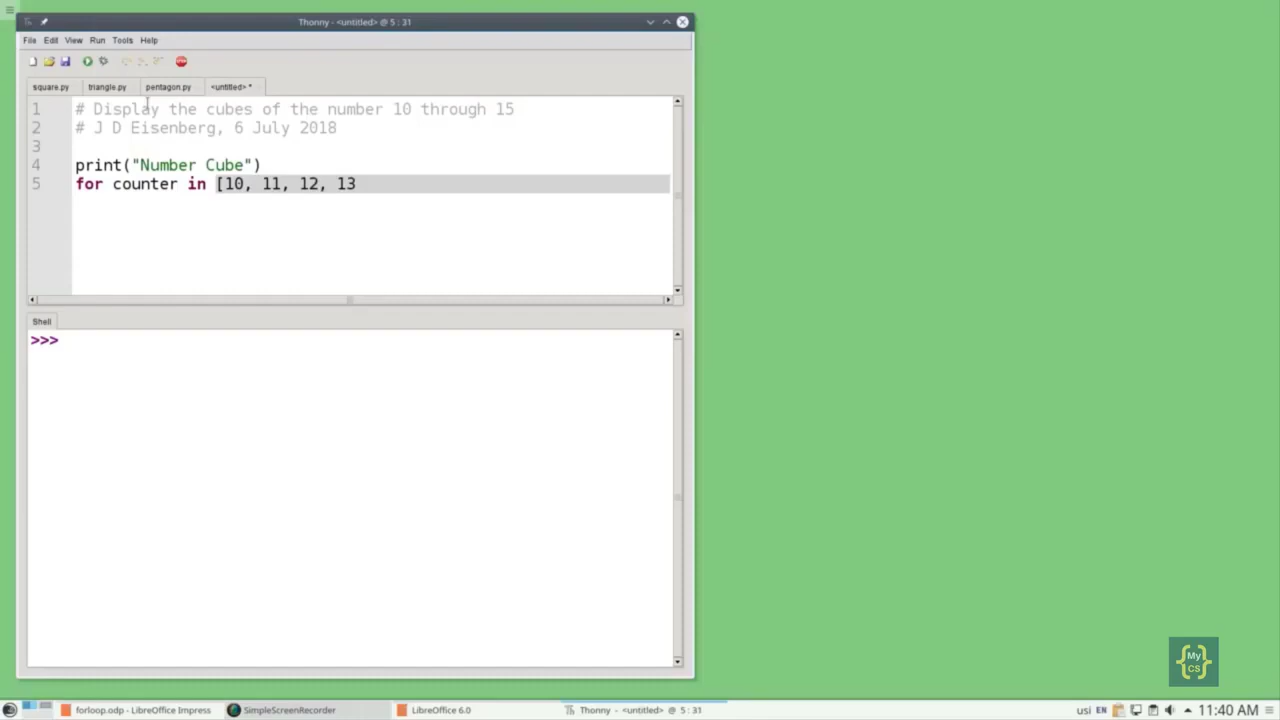 Thonny - <untitled> @ 5 : 31
File Edit View Run Tools Help
square.py triangle.py pentagon.py <untitled> *
1 # Display the cubes of the number 10 through 15
2 # J D Eisenberg, 6 July 2018
3
4 print("Number Cube")
5 for counter in [10, 11, 12, 13
Shell
>>>
{My CS}
forloop.odp - LibreOffice Impress SimpleScreenRecorder LibreOffice 6.0 Thonny - <untitled> @ 5 : 31 usi EN 11:40 AM